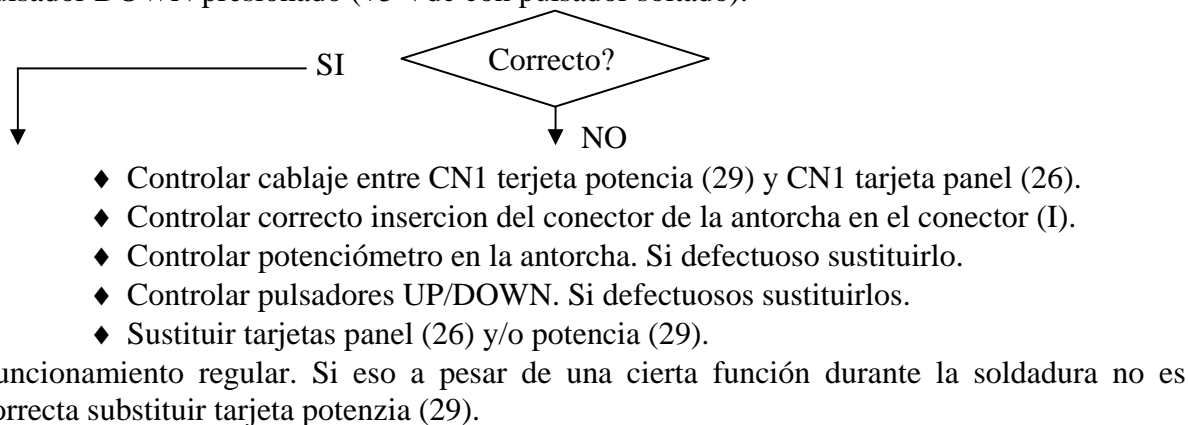 DOWN presionado (
SI
Correcto?
NO
♦ Controlar cablaje entre CN1 terjeta potencia (29) y CN1 tarjeta panel (26).
♦ Controlar correcto insercion del conector de la antorcha en el conector (I).
♦ Controlar potenciómetro en la antorcha. Si defectuoso sustituirlo.
♦ Controlar pulsadores UP/DOWN. Si defectuosos sustituirlos.
♦ Sustituir tarjetas panel (26) y/o potencia (29).
uncionamiento regular. Si eso a pesar de una cierta función durante la soldadura no es
orrecta substituir tarjeta potenzia (29).